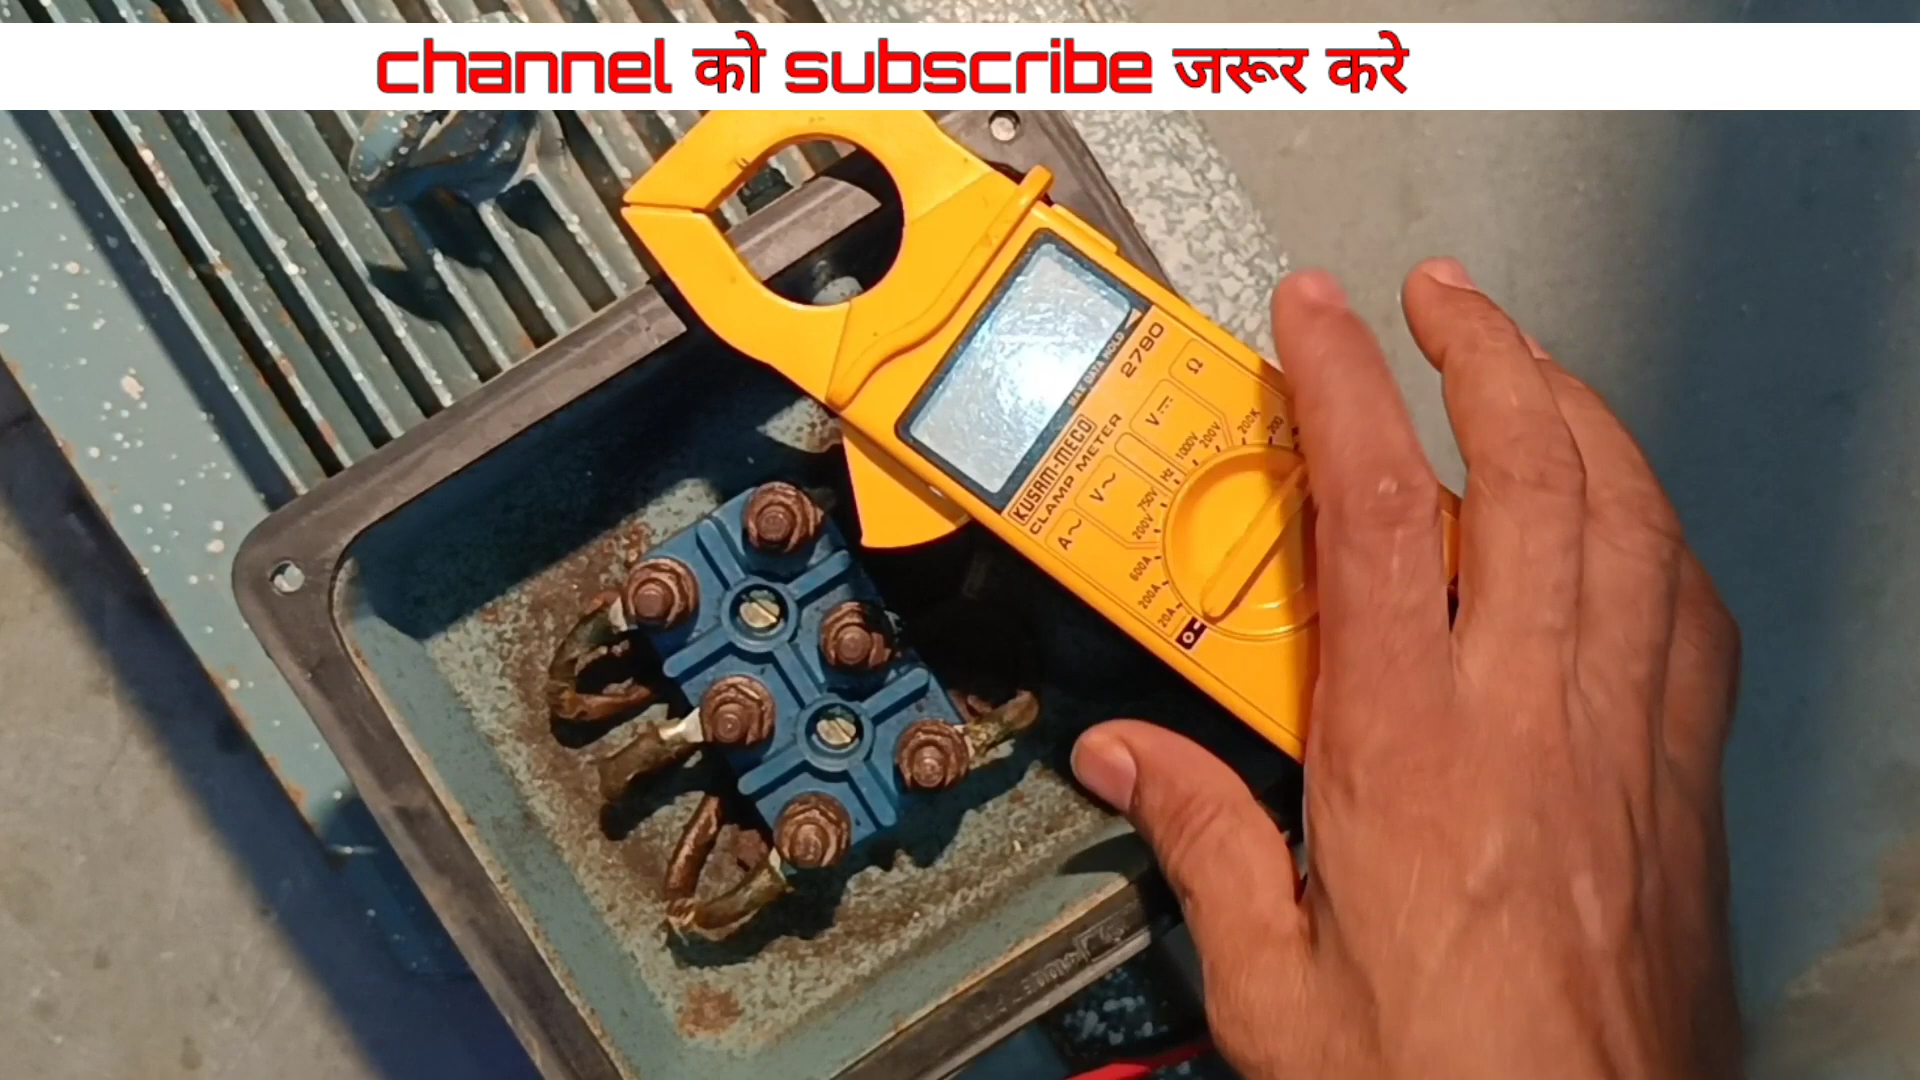 channel को subscribe जरूर करे
MAX DATA HOLD
2780
KUSAM-MECO
CLAMP METER
A~
V~
V⎓
Ω
20A
200A
600A
200V
750V
Hz
1000V
200V
200K
200